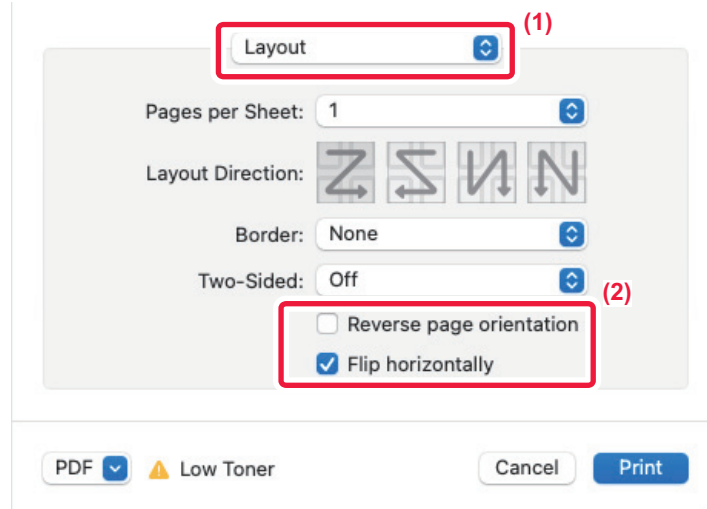 (1)
Layout
Pages per Sheet: 1
Layout Direction:
Border: None
Two-Sided: Off
(2)
Reverse page orientation
Flip horizontally
PDF Low Toner Cancel Print